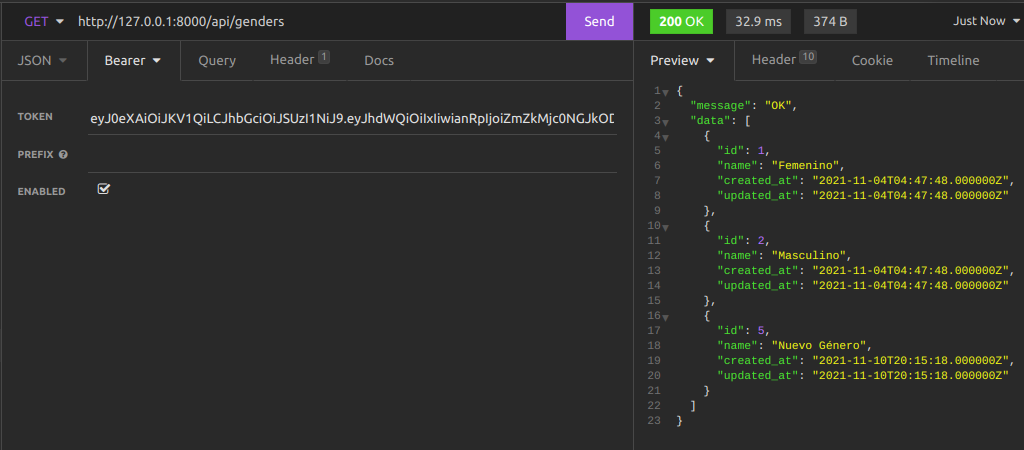 GET http://127.0.0.1:8000/api/genders Send
JSON Bearer Query Header 1 Docs
TOKEN eyJ0eXAiOiJKV1QiLCJhbGciOiJSUzI1NiJ9.eyJhdWQiOiIxIiwianRpIjoiZmZkMjc0NGJkOD
PREFIX
ENABLED
200 OK 32.9 ms 374 B Just Now
Preview Header 10 Cookie Timeline
1 {
2 "message": "OK",
3 "data": [
4 {
5 "id": 1,
6 "name": "Femenino",
7 "created_at": "2021-11-04T04:47:48.000000Z",
8 "updated_at": "2021-11-04T04:47:48.000000Z"
9 },
10 {
11 "id": 2,
12 "name": "Masculino",
13 "created_at": "2021-11-04T04:47:48.000000Z",
14 "updated_at": "2021-11-04T04:47:48.000000Z"
15 },
16 {
17 "id": 5,
18 "name": "Nuevo Género",
19 "created_at": "2021-11-10T20:15:18.000000Z",
20 "updated_at": "2021-11-10T20:15:18.000000Z"
21 }
22 ]
23 }